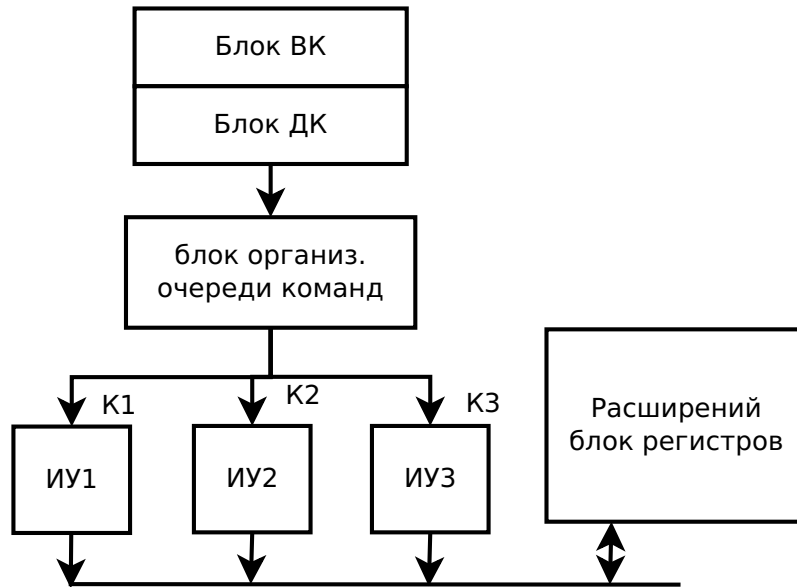 Блок ВК
Блок ДК
блок организ.
очереди команд
К1
К2
К3
ИУ1
ИУ2
ИУ3
Расширений
блок регистров